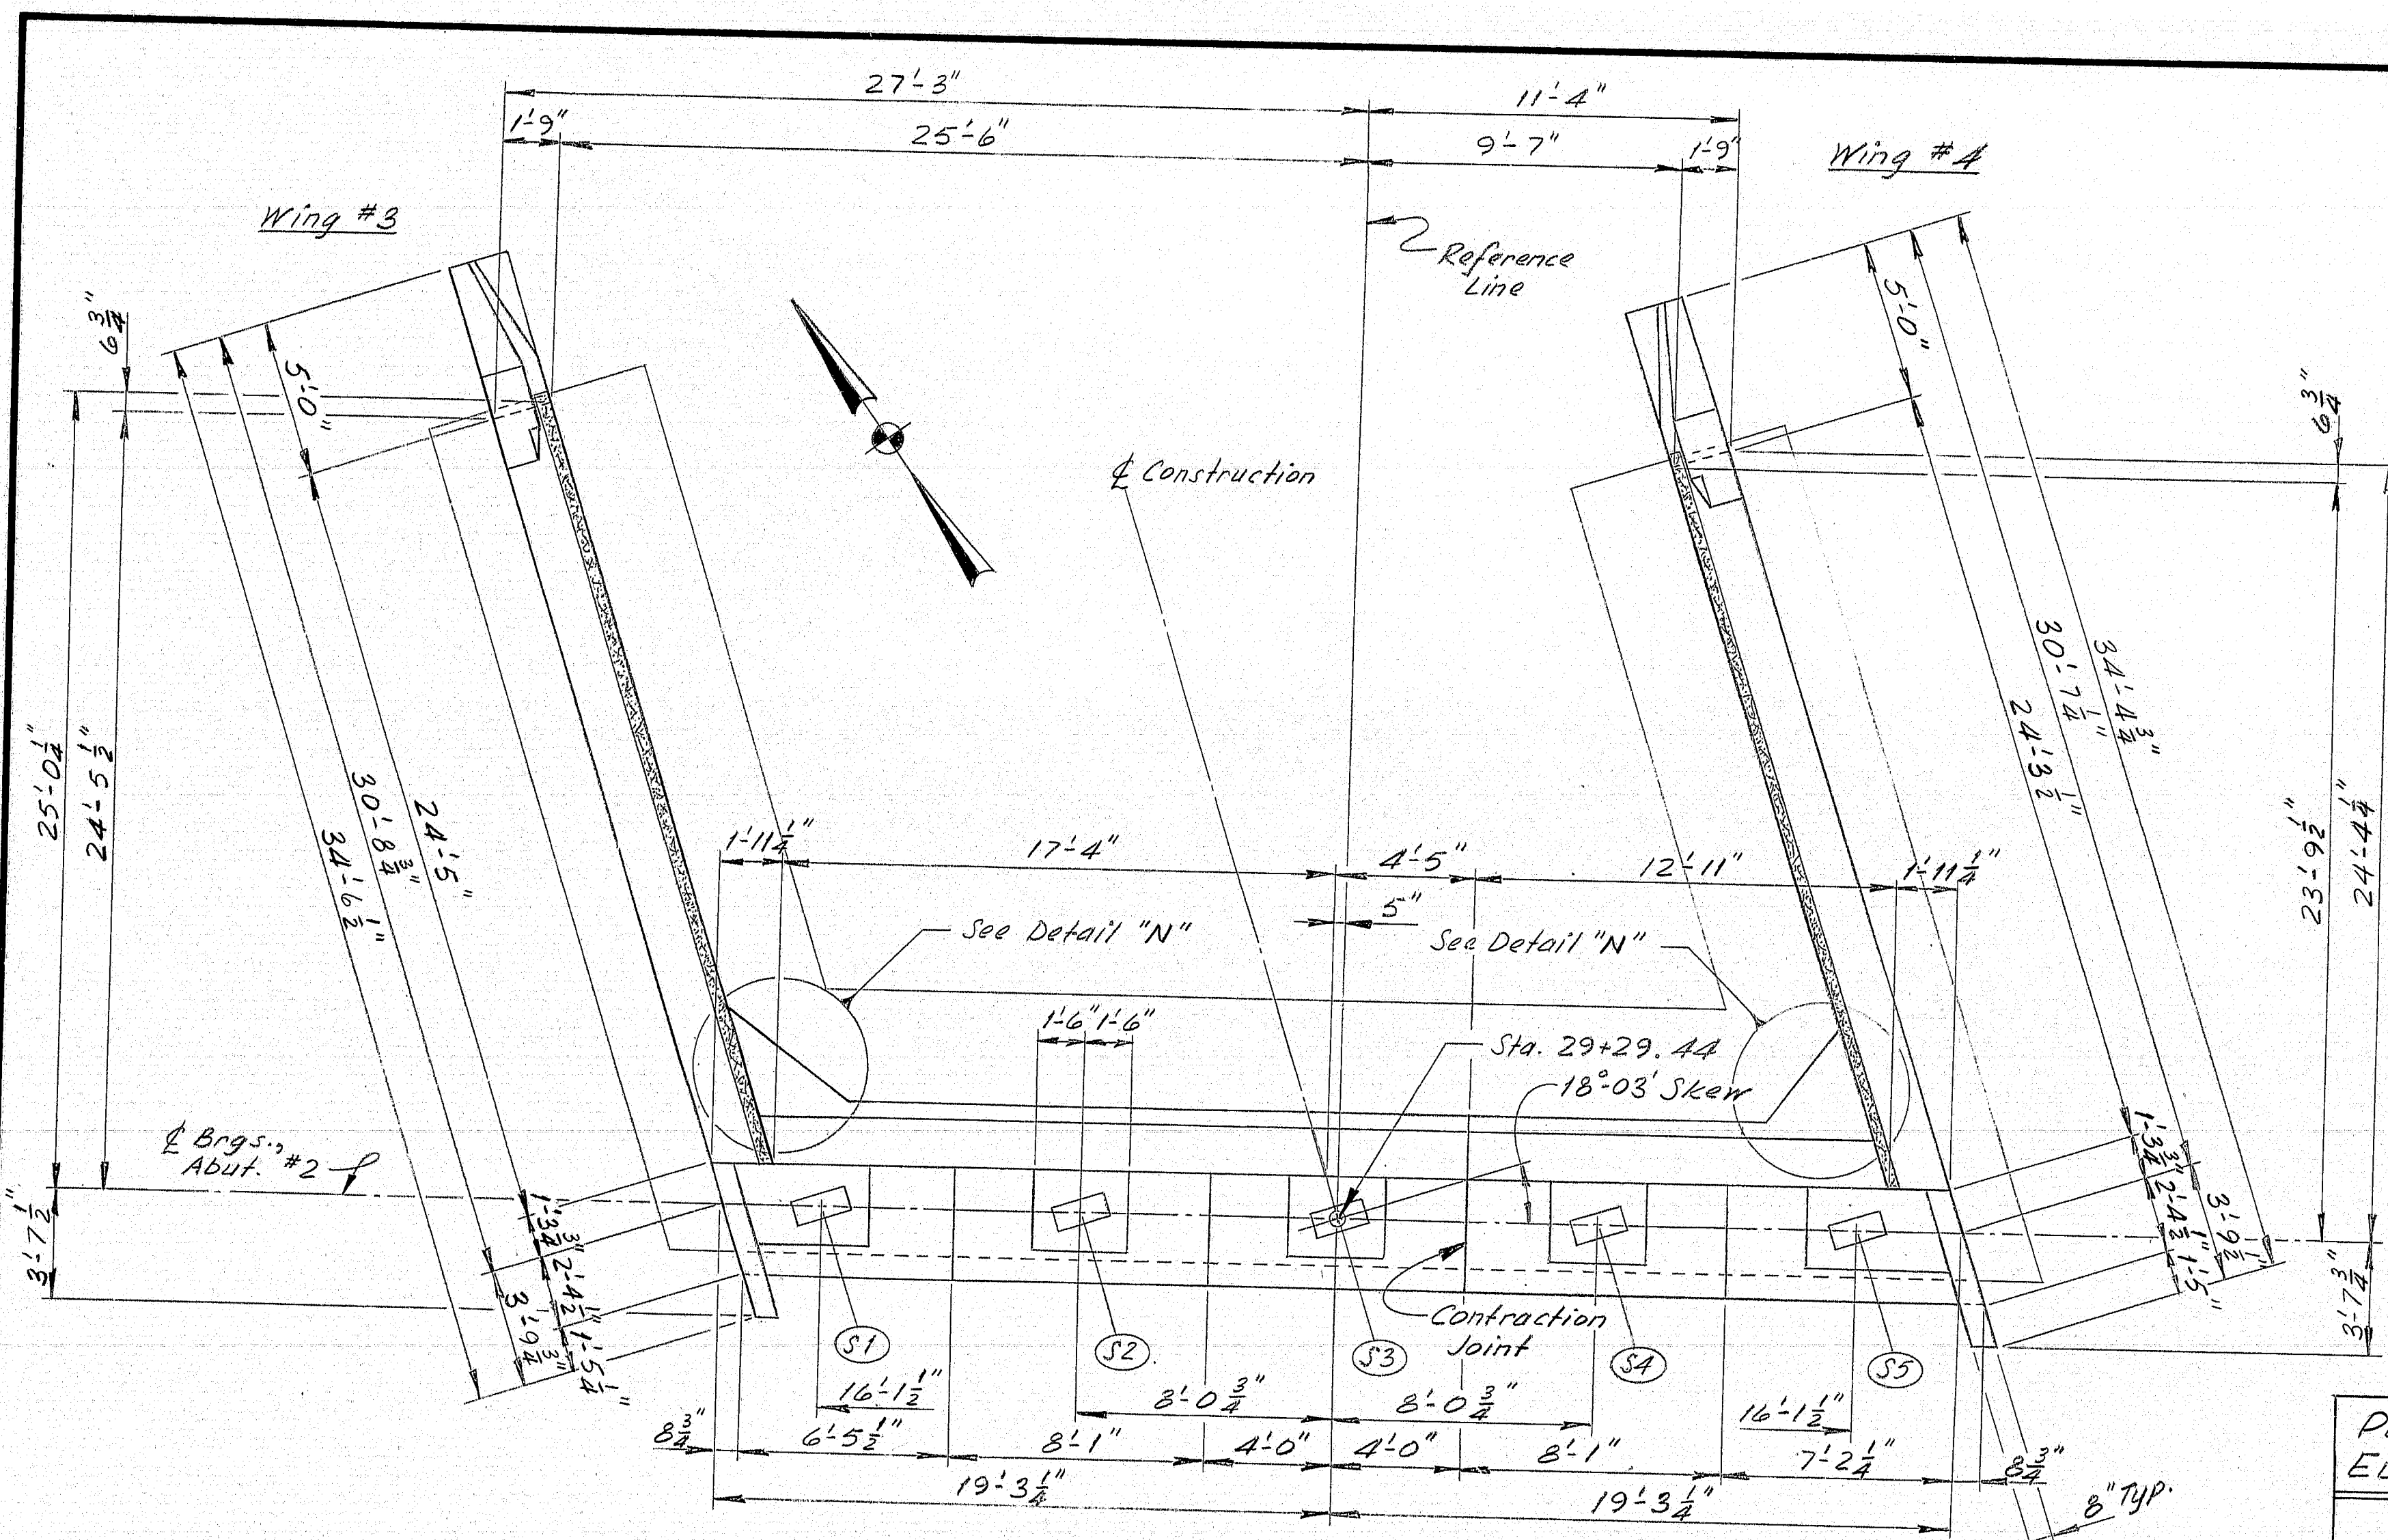 27'-3"
11'-4"
1'-9"
25'-6"
9'-7"
1'-9"
Wing #4
Wing #3
Reference
Line
6 3/4"
5'-0"
5'-0"
6 3/4"
℄ Construction
25'-0 1/4"
24'-5 1/2"
34'-6 1/2"
30'-8 3/4"
24'-5"
24'-3 1/2"
30'-7 1/4"
34'-4 3/4"
23'-9 1/2"
24'-4 1/4"
1'-11 1/4"
17'-4"
4'-5"
12'-11"
1'-11 1/4"
5"
See Detail "N"
See Detail "N"
1'-6" 1'-6"
Sta. 29+29.44
18°-03' Skew
℄ Brgs.,
Abut. #2
3'-7 1/2"
1'-3 3/4" 2'-4 1/2" 1'-5 1/4"
3'-9 3/4"
1'-3 3/4" 2'-4 1/2" 1'-5"
3'-9 1/2"
Contraction
Joint
S1
S2
S3
S4
S5
16'-1 1/2"
8'-0 3/4"
8'-0 3/4"
16'-1 1/2"
8 3/4"
6'-5 1/2"
8'-1"
4'-0"
4'-0"
8'-1"
7'-2 1/4"
8 3/4"
19'-3 1/4"
19'-3 1/4"
8" Typ.